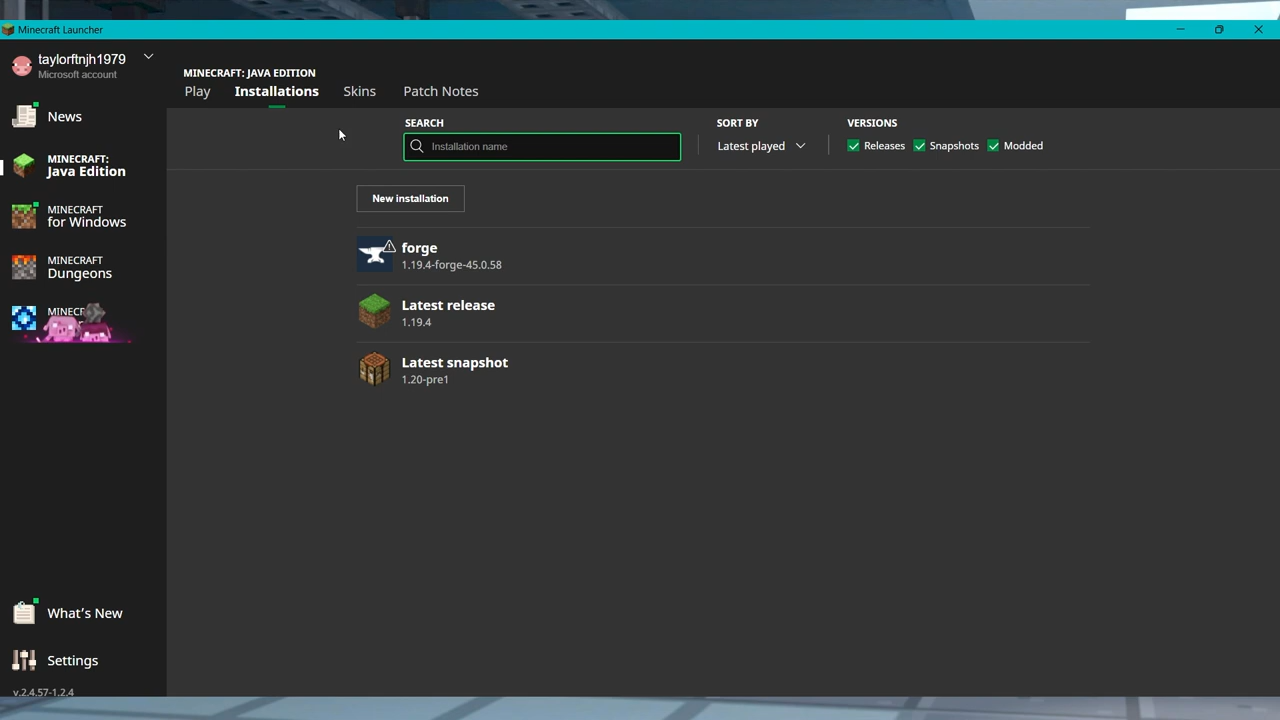 Minecraft Launcher
taylorftnjh1979
Microsoft account
News
MINECRAFT:
Java Edition
MINECRAFT
for Windows
MINECRAFT
Dungeons
What's New
Settings
v.2.4.57-1.2.4
MINECRAFT: JAVA EDITION
Play Installations Skins Patch Notes
SEARCH SORT BY VERSIONS
Installation name Latest played Releases Snapshots Modded
New installation
forge
1.19.4-forge-45.0.58
Latest release
1.19.4
Latest snapshot
1.20-pre1